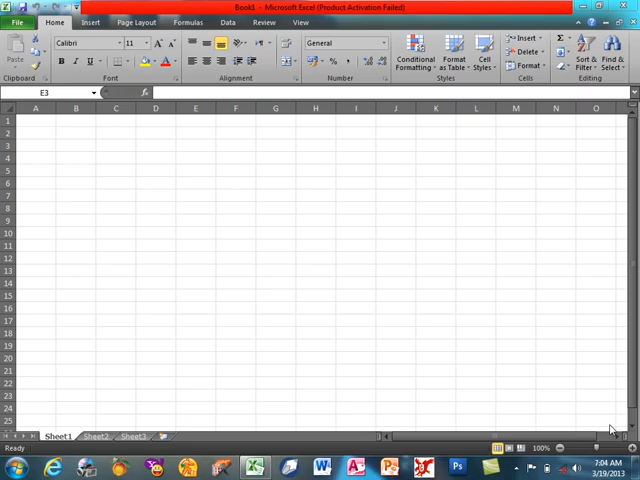 Book1 - Microsoft Excel (Product Activation Failed)
File Home Insert Page Layout Formulas Data Review View
Paste
Calibri 11
B I U
General
$ % ,
Conditional Formatting
Format as Table
Cell Styles
Insert
Delete
Format
Sort & Filter
Find & Select
Clipboard Font Alignment Number Styles Cells Editing
E3 fx
A B C D E F G H I J K L M N O
1
2
3
4
5
6
7
8
9
10
11
12
13
14
15
16
17
18
19
20
21
22
23
24
25
Sheet1 Sheet2 Sheet3
Ready 100%
7:04 AM
3/19/2013